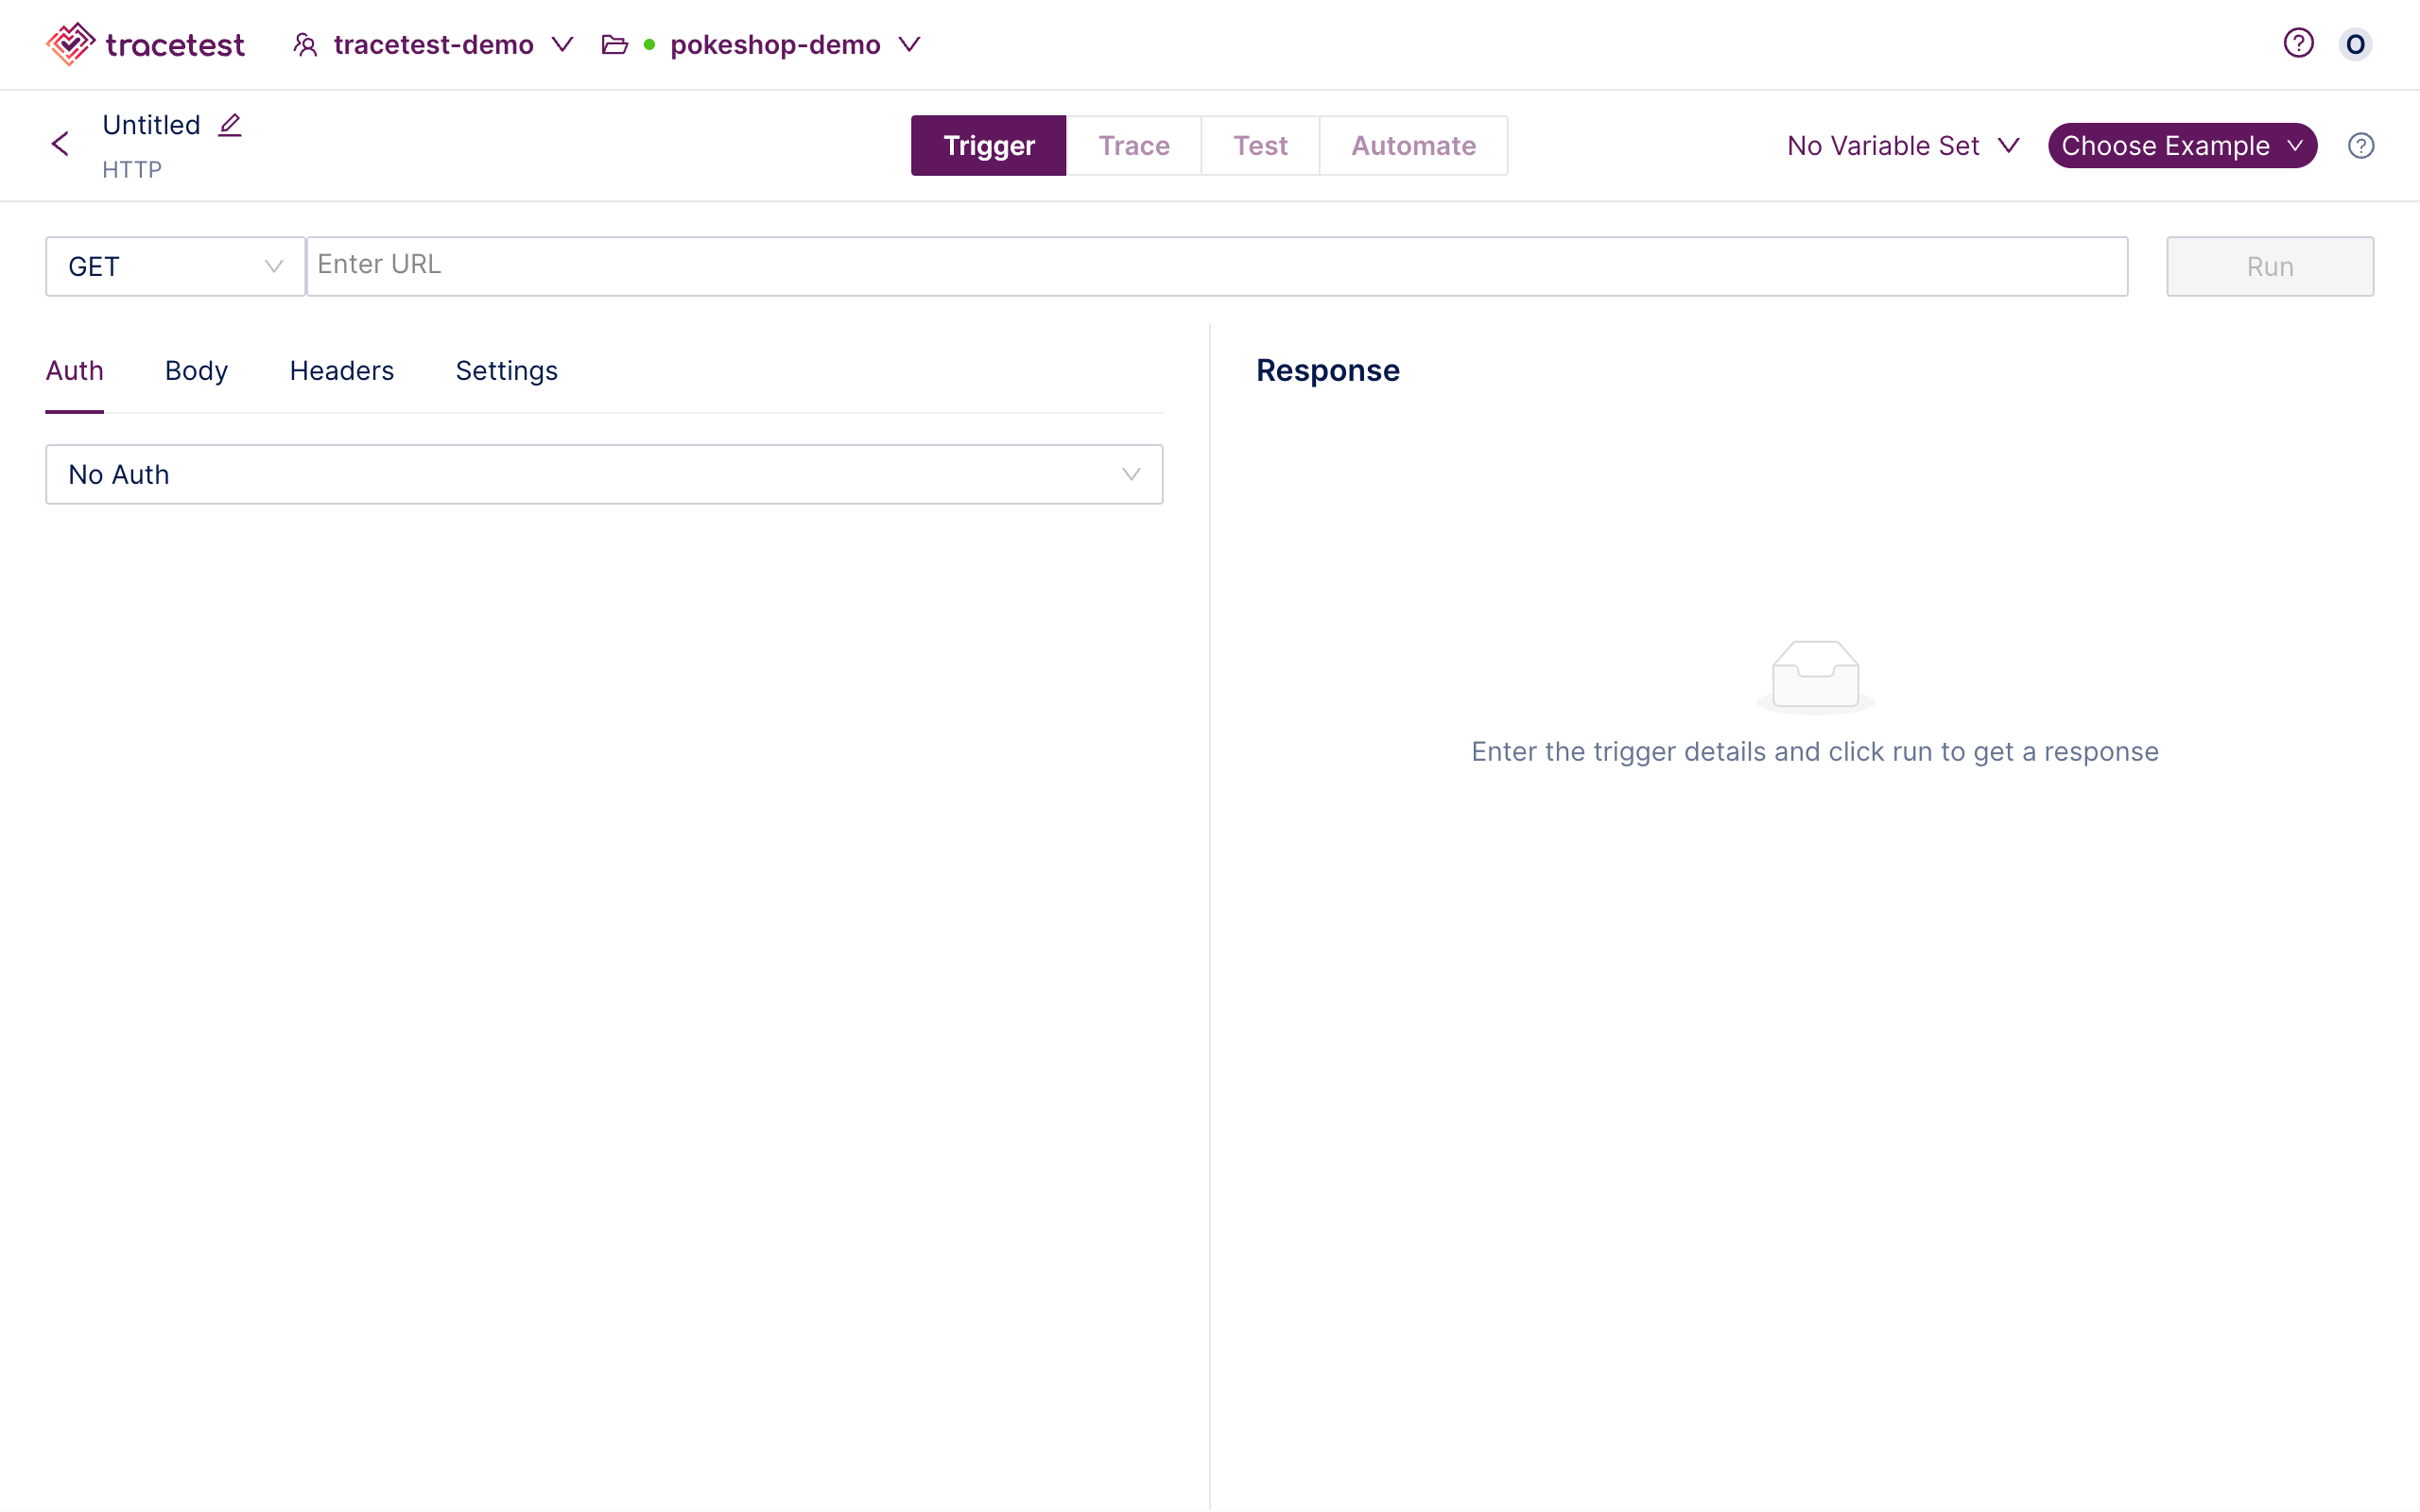 tracetest tracetest-demo pokeshop-demo O
Untitled
HTTP
Trigger Trace Test Automate
No Variable Set Choose Example
GET Enter URL Run
Auth Body Headers Settings
No Auth
Response
Enter the trigger details and click run to get a response